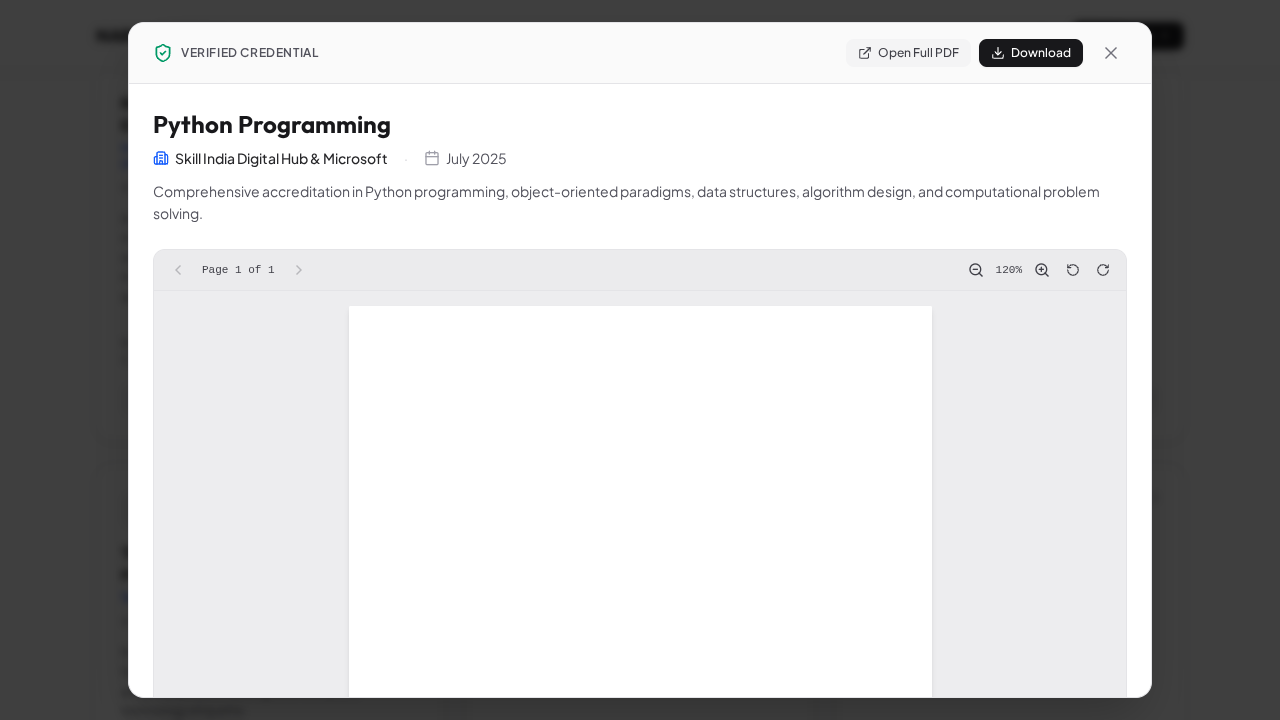 VERIFIED CREDENTIAL
Open Full PDF
Download
Python Programming
Skill India Digital Hub & Microsoft · July 2025
Comprehensive accreditation in Python programming, object-oriented paradigms, data structures, algorithm design, and computational problem
solving.
Page 1 of 1
120%